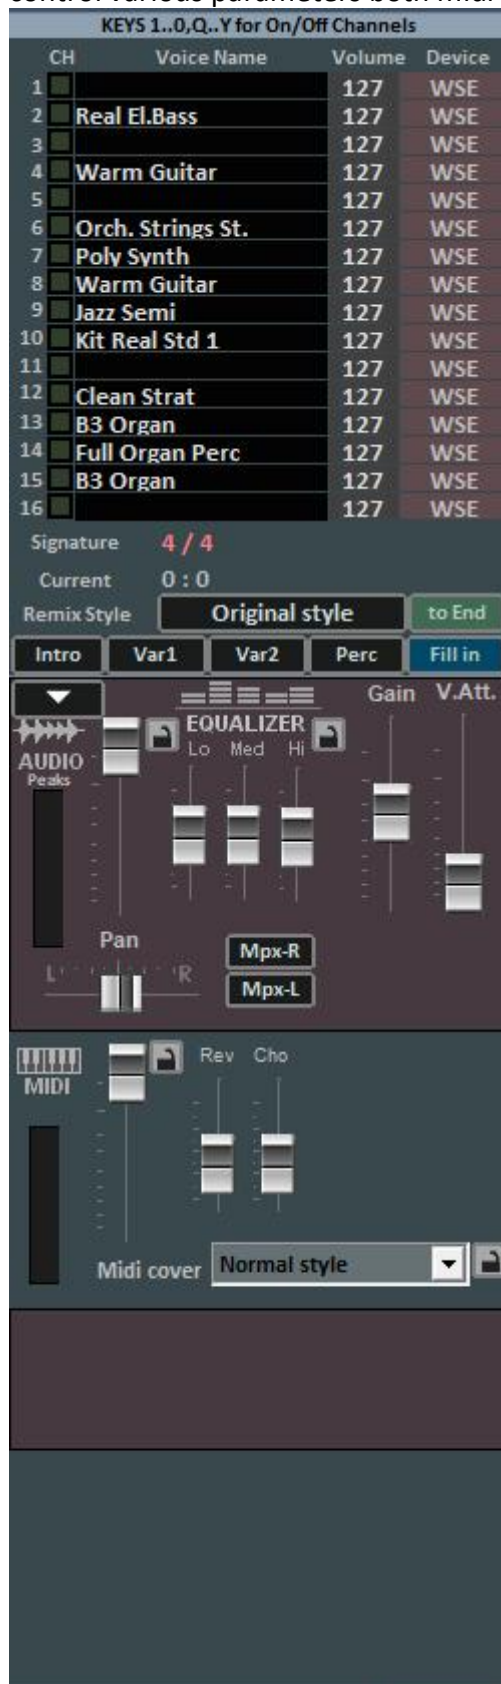 KEYS 1..0,Q..Y for On/Off Channels
CH Voice Name Volume Device
1 127 WSE
2 Real El.Bass 127 WSE
3 127 WSE
4 Warm Guitar 127 WSE
5 127 WSE
6 Orch. Strings St. 127 WSE
7 Poly Synth 127 WSE
8 Warm Guitar 127 WSE
9 Jazz Semi 127 WSE
10 Kit Real Std 1 127 WSE
11 127 WSE
12 Clean Strat 127 WSE
13 B3 Organ 127 WSE
14 Full Organ Perc 127 WSE
15 B3 Organ 127 WSE
16 127 WSE
Signature 4 / 4
Current 0 : 0
Remix Style Original style to End
Intro Var1 Var2 Perc Fill in
Gain V.Att.
EQUALIZER
AUDIO Lo Med Hi
Peaks
Pan
L R
Mpx-R
Mpx-L
Rev Cho
MIDI
Midi cover Normal style